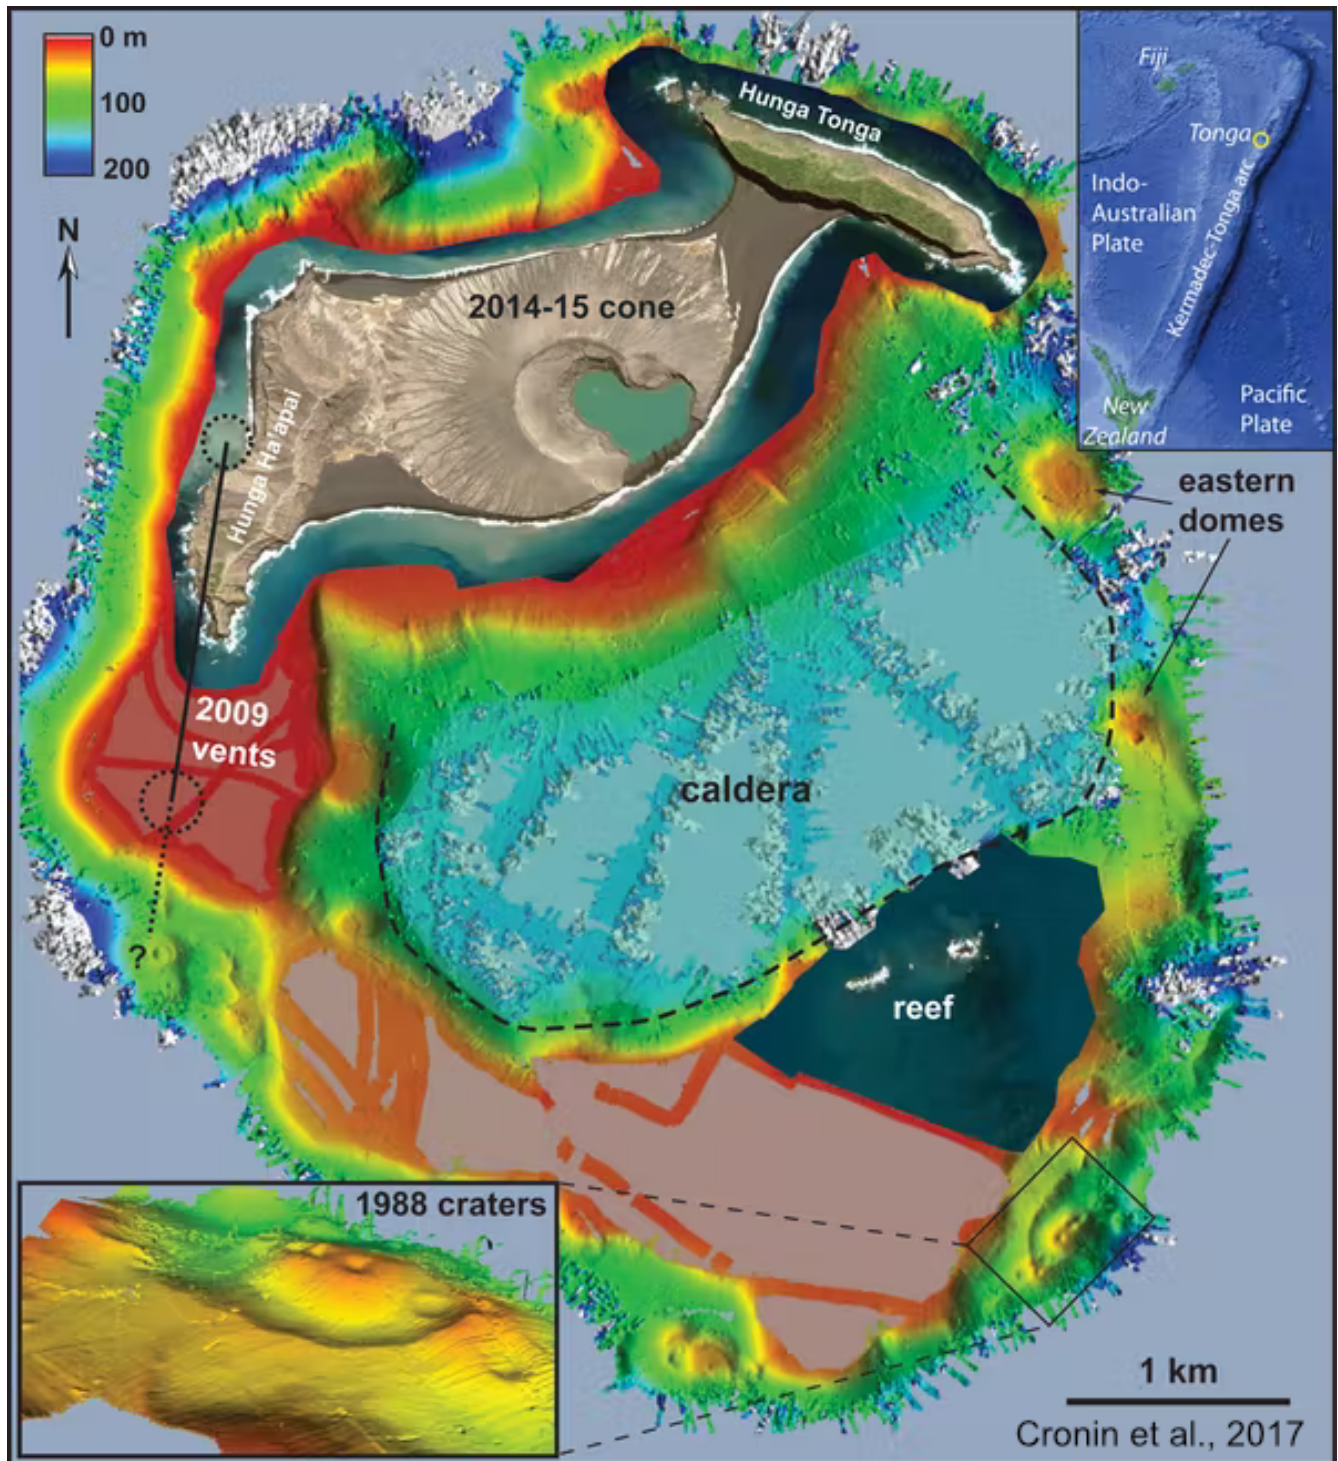 0 m
100
200
N
Hunga Tonga
2014-15 cone
Hunga Ha'apai
Fiji
Tonga
Indo-
Australian
Plate
Kermadec-Tonga arc
New
Zealand
Pacific
Plate
eastern
domes
2009
vents
caldera
?
reef
1988 craters
1 km
Cronin et al., 2017